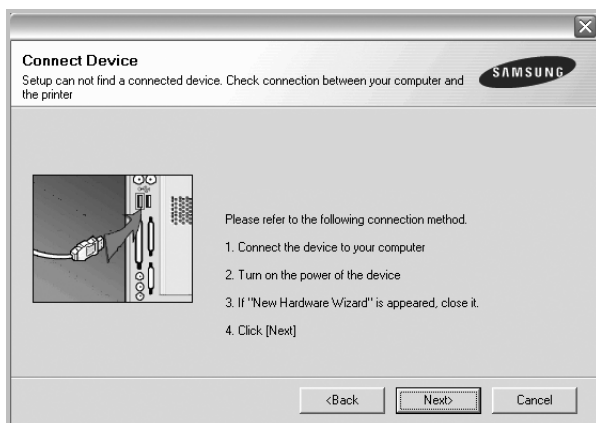 Connect Device
Setup can not find a connected device. Check connection between your computer and
the printer
SAMSUNG
Please refer to the following connection method.
1. Connect the device to your computer
2. Turn on the power of the device
3. If "New Hardware Wizard" is appeared, close it.
4. Click [Next]
<Back
Next>
Cancel